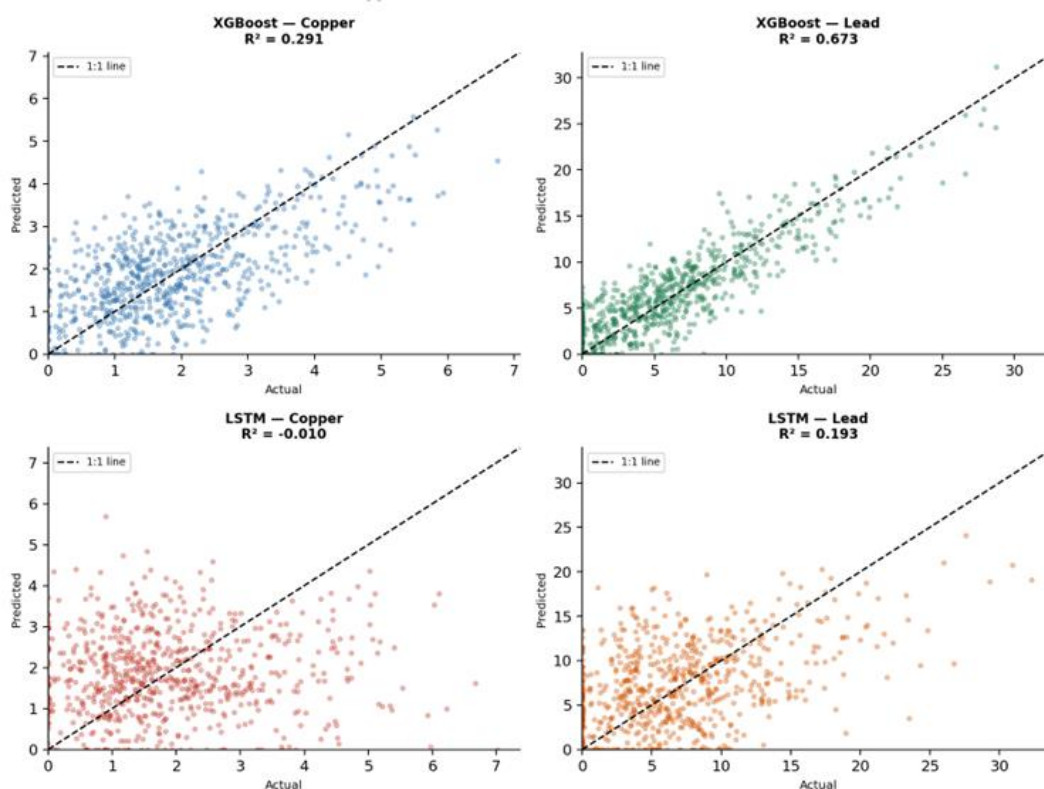 XGBoost — Copper
R² = 0.291
1:1 line
7
6
5
4
3
2
1
0
Predicted
0 1 2 3 4 5 6 7
Actual
XGBoost — Lead
R² = 0.673
1:1 line
30
25
20
15
10
5
0
Predicted
0 5 10 15 20 25 30
Actual
LSTM — Copper
R² = -0.010
1:1 line
7
6
5
4
3
2
1
0
Predicted
0 1 2 3 4 5 6 7
Actual
LSTM — Lead
R² = 0.193
1:1 line
30
25
20
15
10
5
0
Predicted
0 5 10 15 20 25 30
Actual